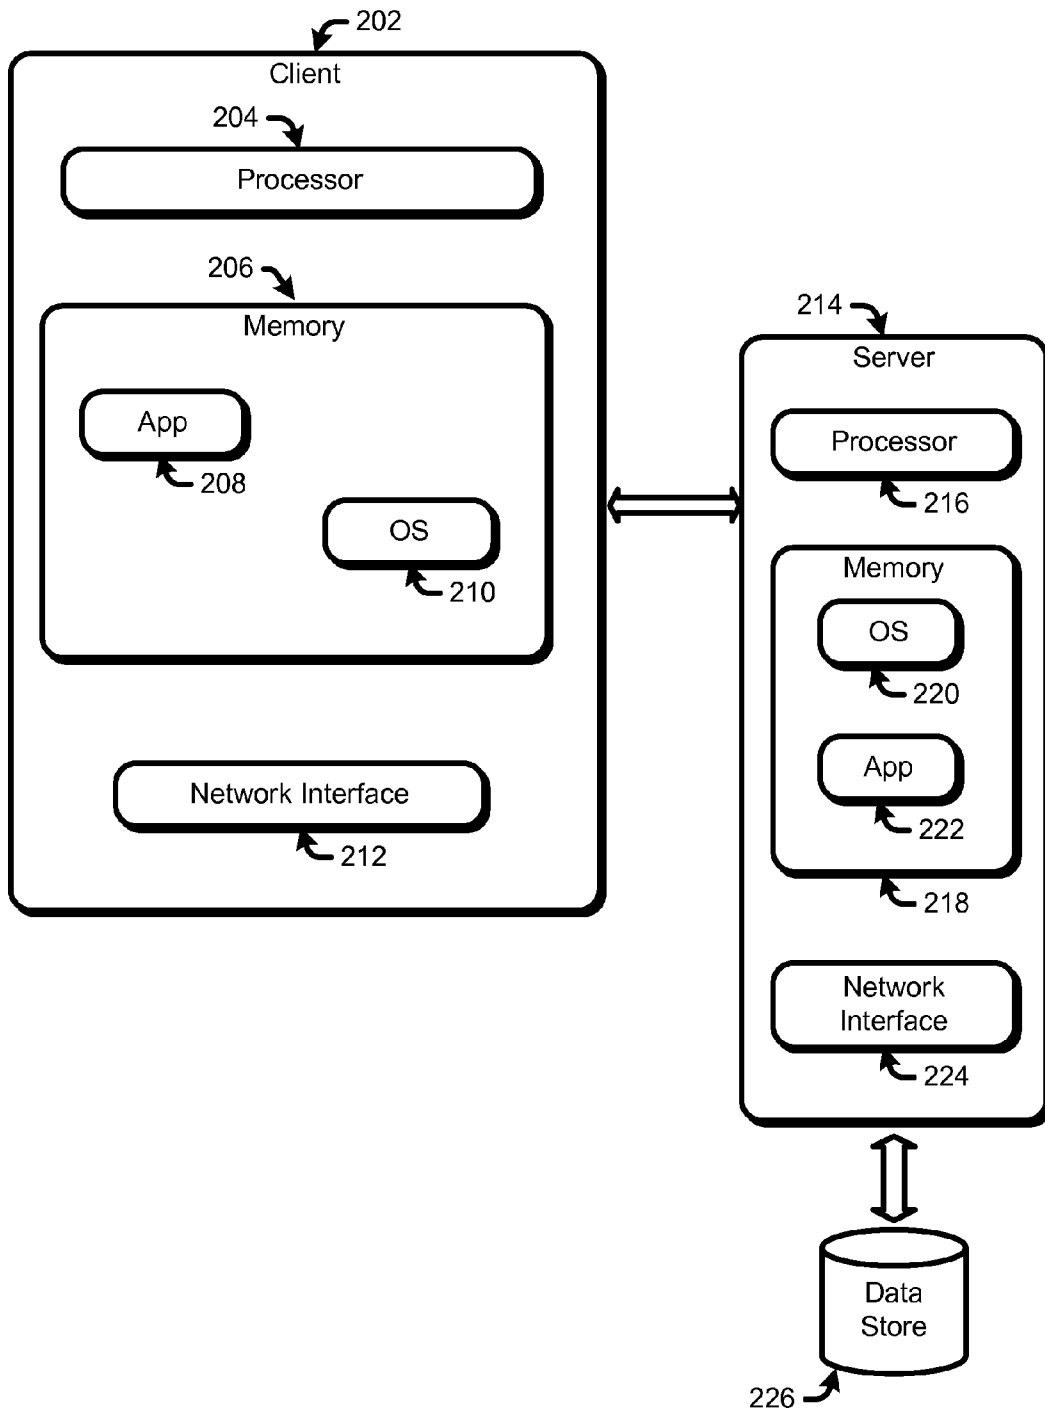 202
Client
204
Processor
206
Memory
App
208
OS
210
Network Interface
212
214
Server
Processor
216
Memory
OS
220
App
222
218
Network
Interface
224
Data
Store
226